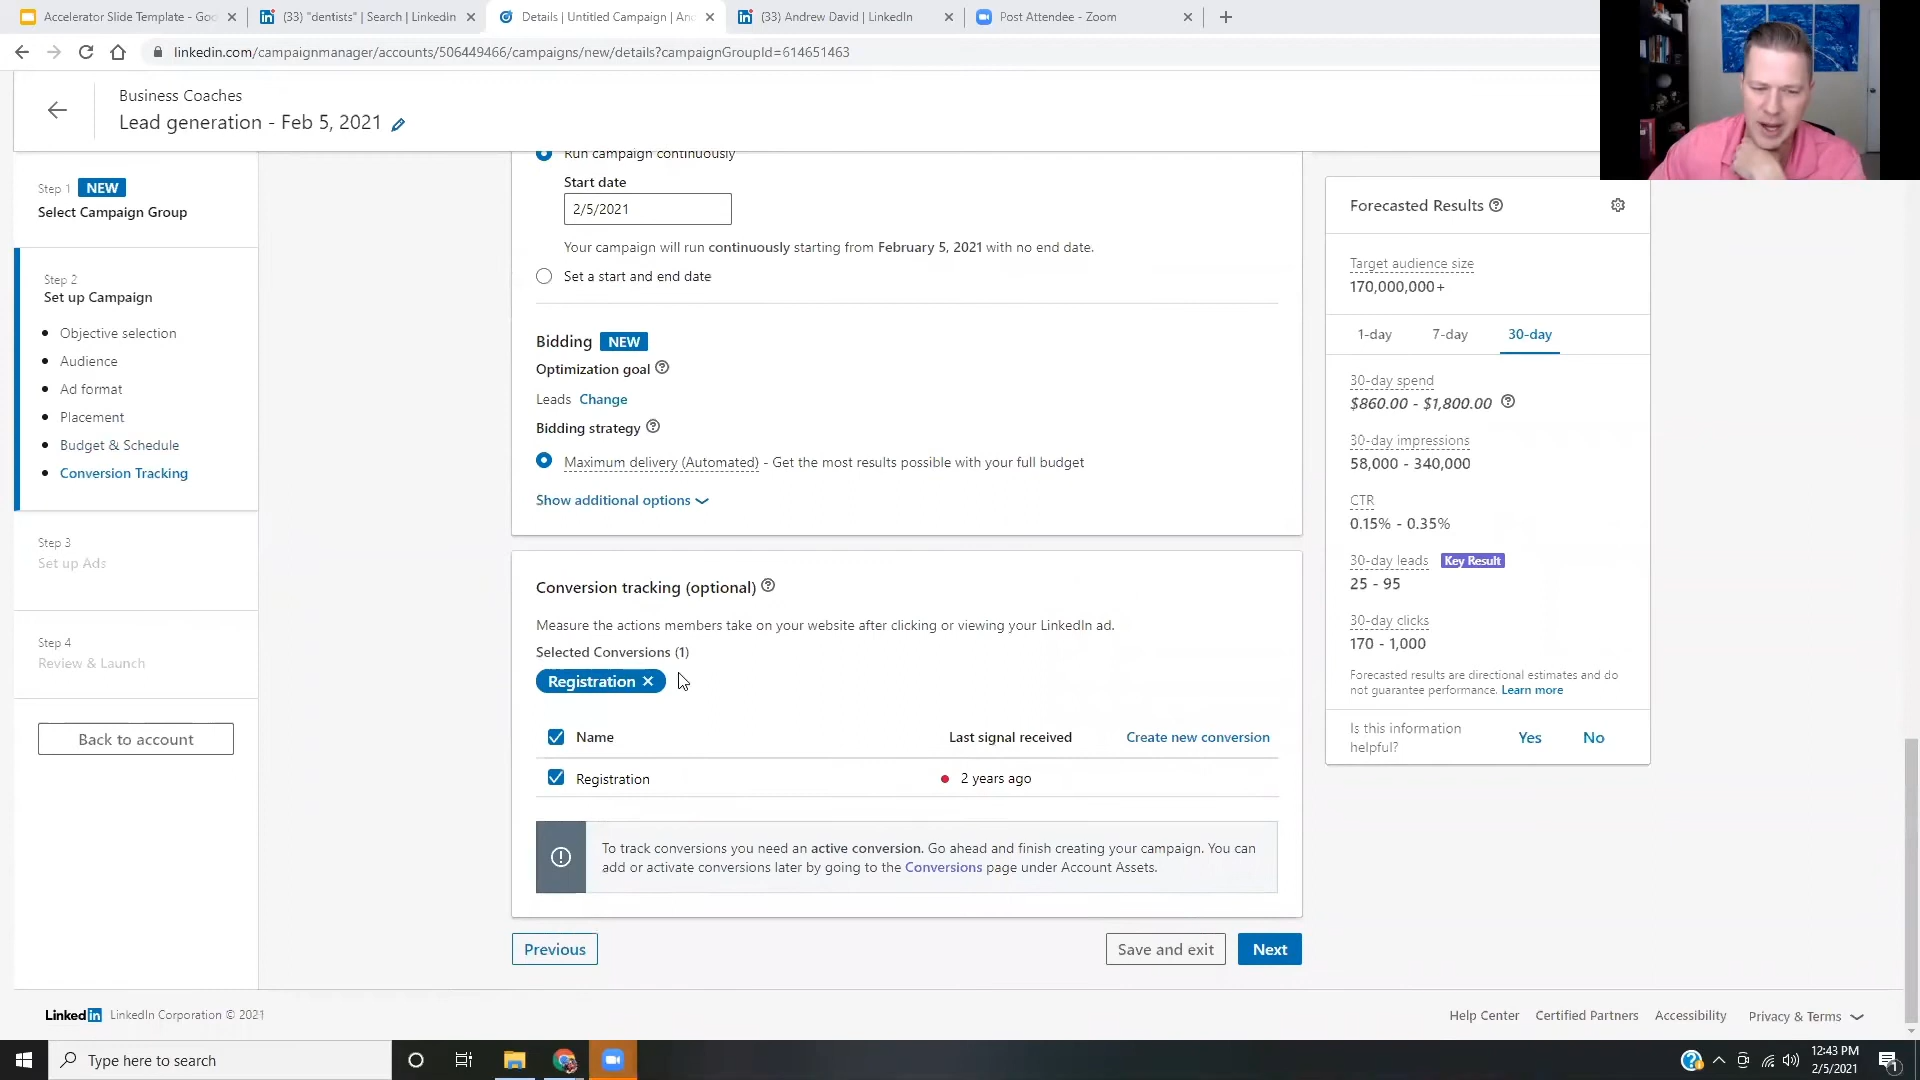 Accelerator Slide Template - Goo
(33) "dentists" | Search | LinkedIn
Details | Untitled Campaign | And
(33) Andrew David | LinkedIn
Post Attendee - Zoom
linkedin.com/campaignmanager/accounts/506449466/campaigns/new/details?campaignGroupId=614651463
Business Coaches
Lead generation - Feb 5, 2021
Step 1 NEW
Select Campaign Group
Step 2
Set up Campaign
Objective selection
Audience
Ad format
Placement
Budget & Schedule
Conversion Tracking
Step 3
Set up Ads
Step 4
Review & Launch
Back to account
Run campaign continuously
Start date
2/5/2021
Your campaign will run continuously starting from February 5, 2021 with no end date.
Set a start and end date
Bidding NEW
Optimization goal
Leads Change
Bidding strategy
Maximum delivery (Automated) - Get the most results possible with your full budget
Show additional options
Conversion tracking (optional)
Measure the actions members take on your website after clicking or viewing your LinkedIn ad.
Selected Conversions (1)
Registration
Name Last signal received Create new conversion
Registration 2 years ago
To track conversions you need an active conversion. Go ahead and finish creating your campaign. You can
add or activate conversions later by going to the Conversions page under Account Assets.
Previous Save and exit Next
Forecasted Results
Target audience size
170,000,000+
1-day 7-day 30-day
30-day spend
$860.00 - $1,800.00
30-day impressions
58,000 - 340,000
CTR
0.15% - 0.35%
30-day leads Key Result
25 - 95
30-day clicks
170 - 1,000
Forecasted results are directional estimates and do
not guarantee performance. Learn more
Is this information
helpful? Yes No
LinkedIn LinkedIn Corporation © 2021
Help Center Certified Partners Accessibility Privacy & Terms
Type here to search
12:43 PM
2/5/2021
1